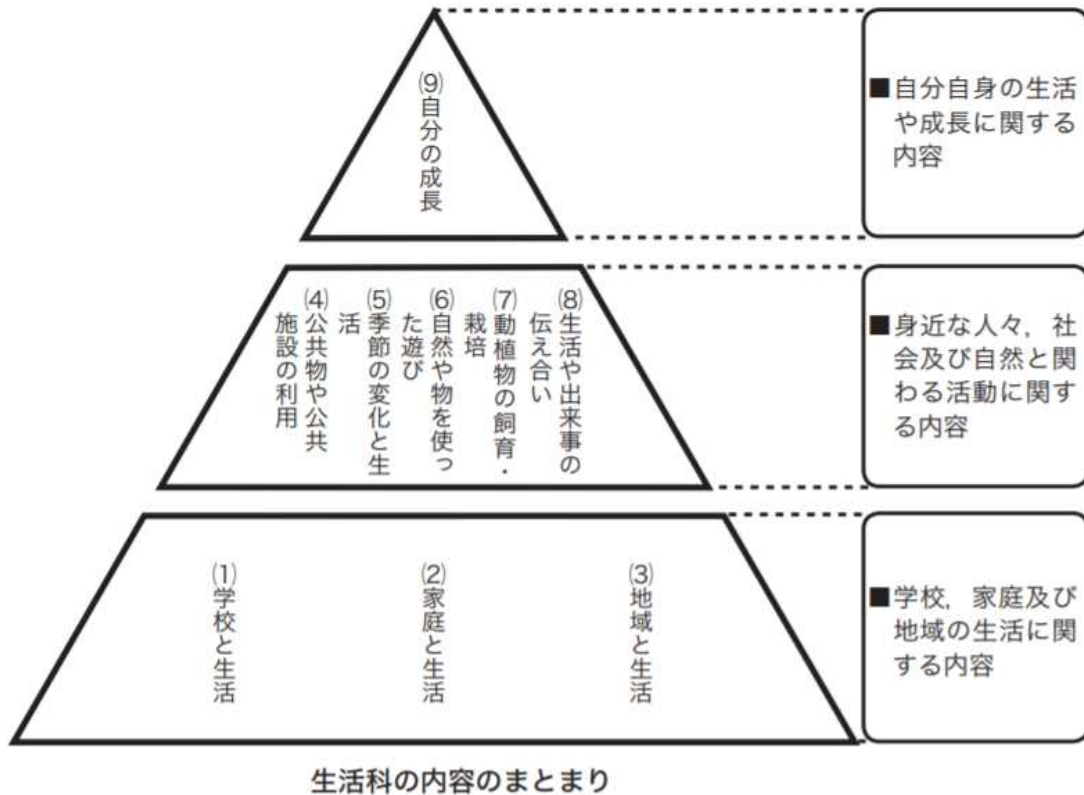 (9)自分の成長
■自分自身の生活
や成長に関する
内容
(8)生活や出来事の
伝え合い
(7)動植物の飼育・
栽培
(6)自然や物を使っ
た遊び
(5)季節の変化と生
活
(4)公共物や公共
施設の利用
■身近な人々，社
会及び自然と関
わる活動に関す
る内容
(1)学校と生活
(2)家庭と生活
(3)地域と生活
■学校，家庭及び
地域の生活に関
する内容
生活科の内容のまとまり